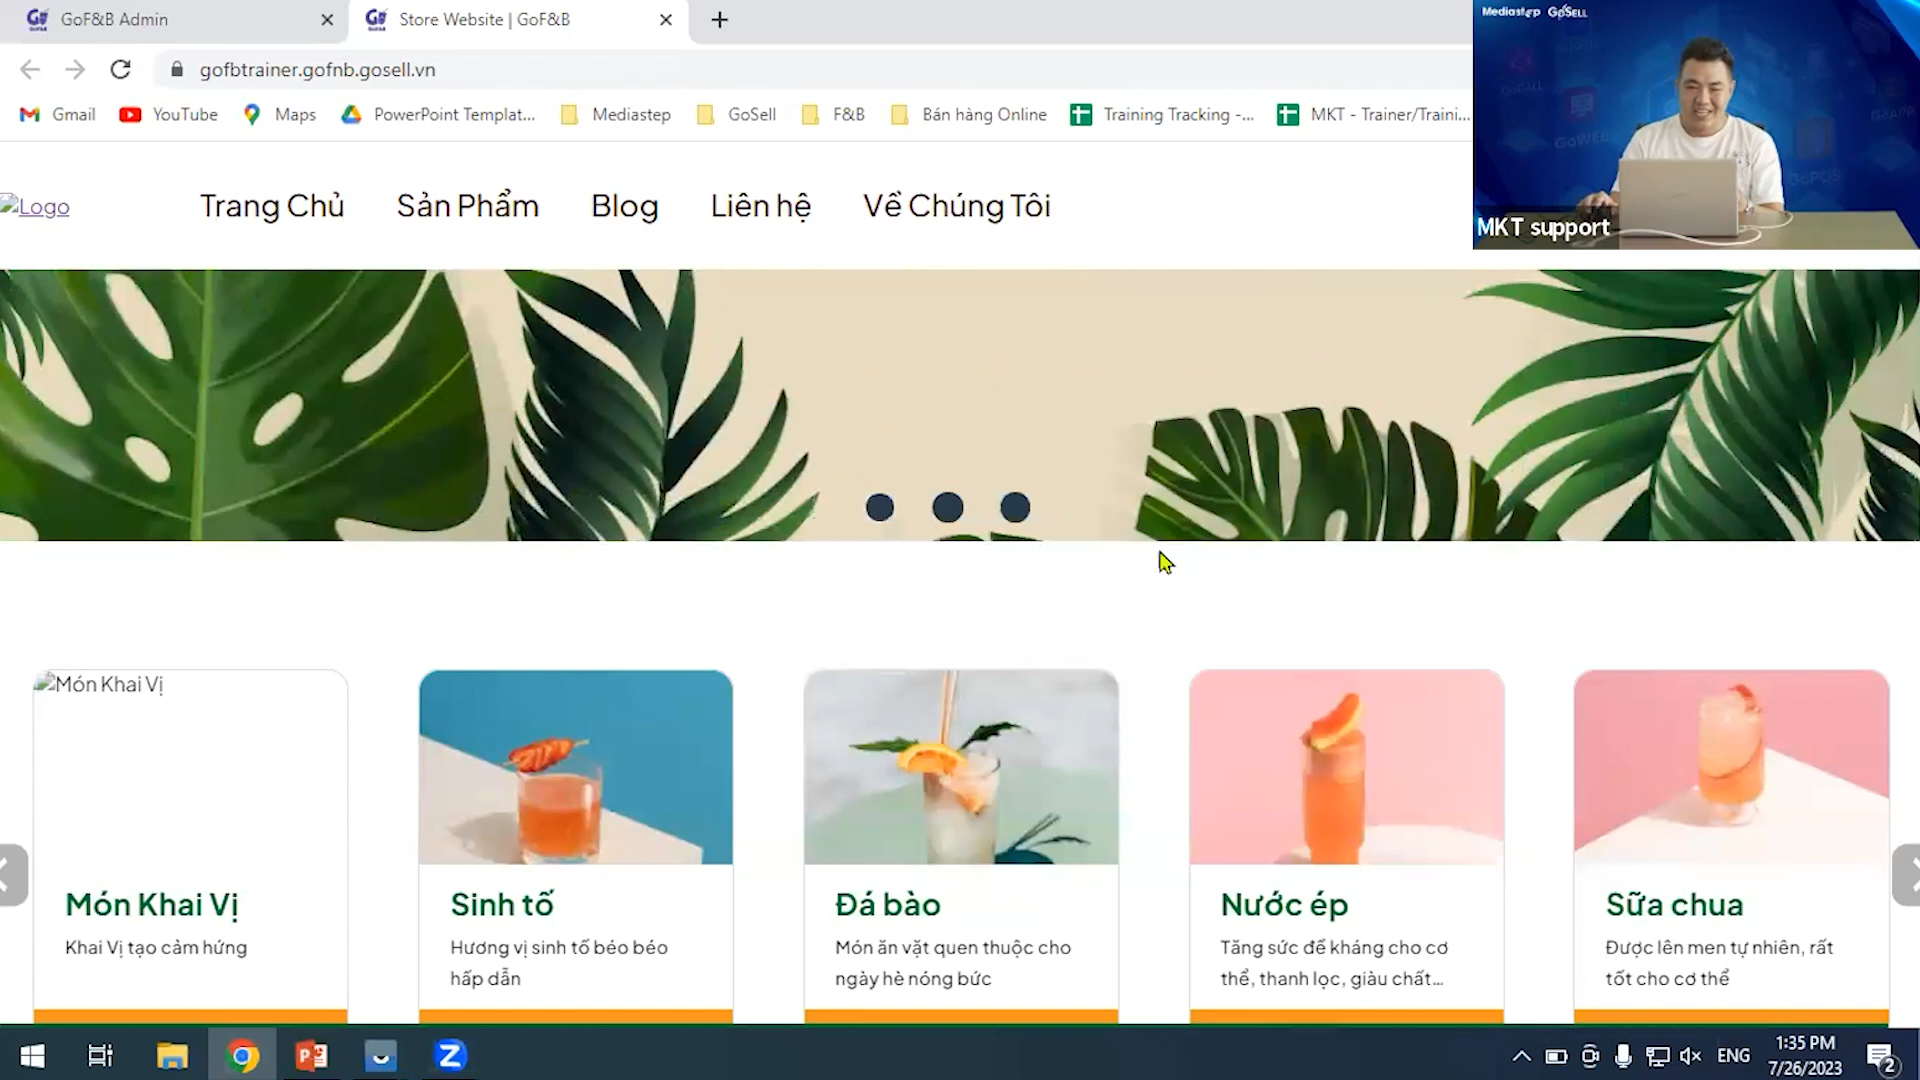 GoF&B Admin
Store Website | GoF&B
Mediastep GoSELL
gofbtrainer.gofnb.gosell.vn
Gmail
YouTube
Maps
PowerPoint Templat...
Mediastep
GoSell
F&B
Bán hàng Online
Training Tracking -...
MKT - Trainer/Traini...
GoWEB
GoPOS
MKT support
Logo
Trang Chủ
Sản Phẩm
Blog
Liên hệ
Về Chúng Tôi
Món Khai Vị
Món Khai Vị
Khai Vị tạo cảm hứng
Sinh tố
Hương vị sinh tố béo béo
hấp dẫn
Đá bào
Món ăn vặt quen thuộc cho
ngày hè nóng bức
Nước ép
Tăng sức đề kháng cho cơ
thể, thanh lọc, giàu chất...
Sữa chua
Được lên men tự nhiên, rất
tốt cho cơ thể
ENG
1:35 PM
7/26/2023
2